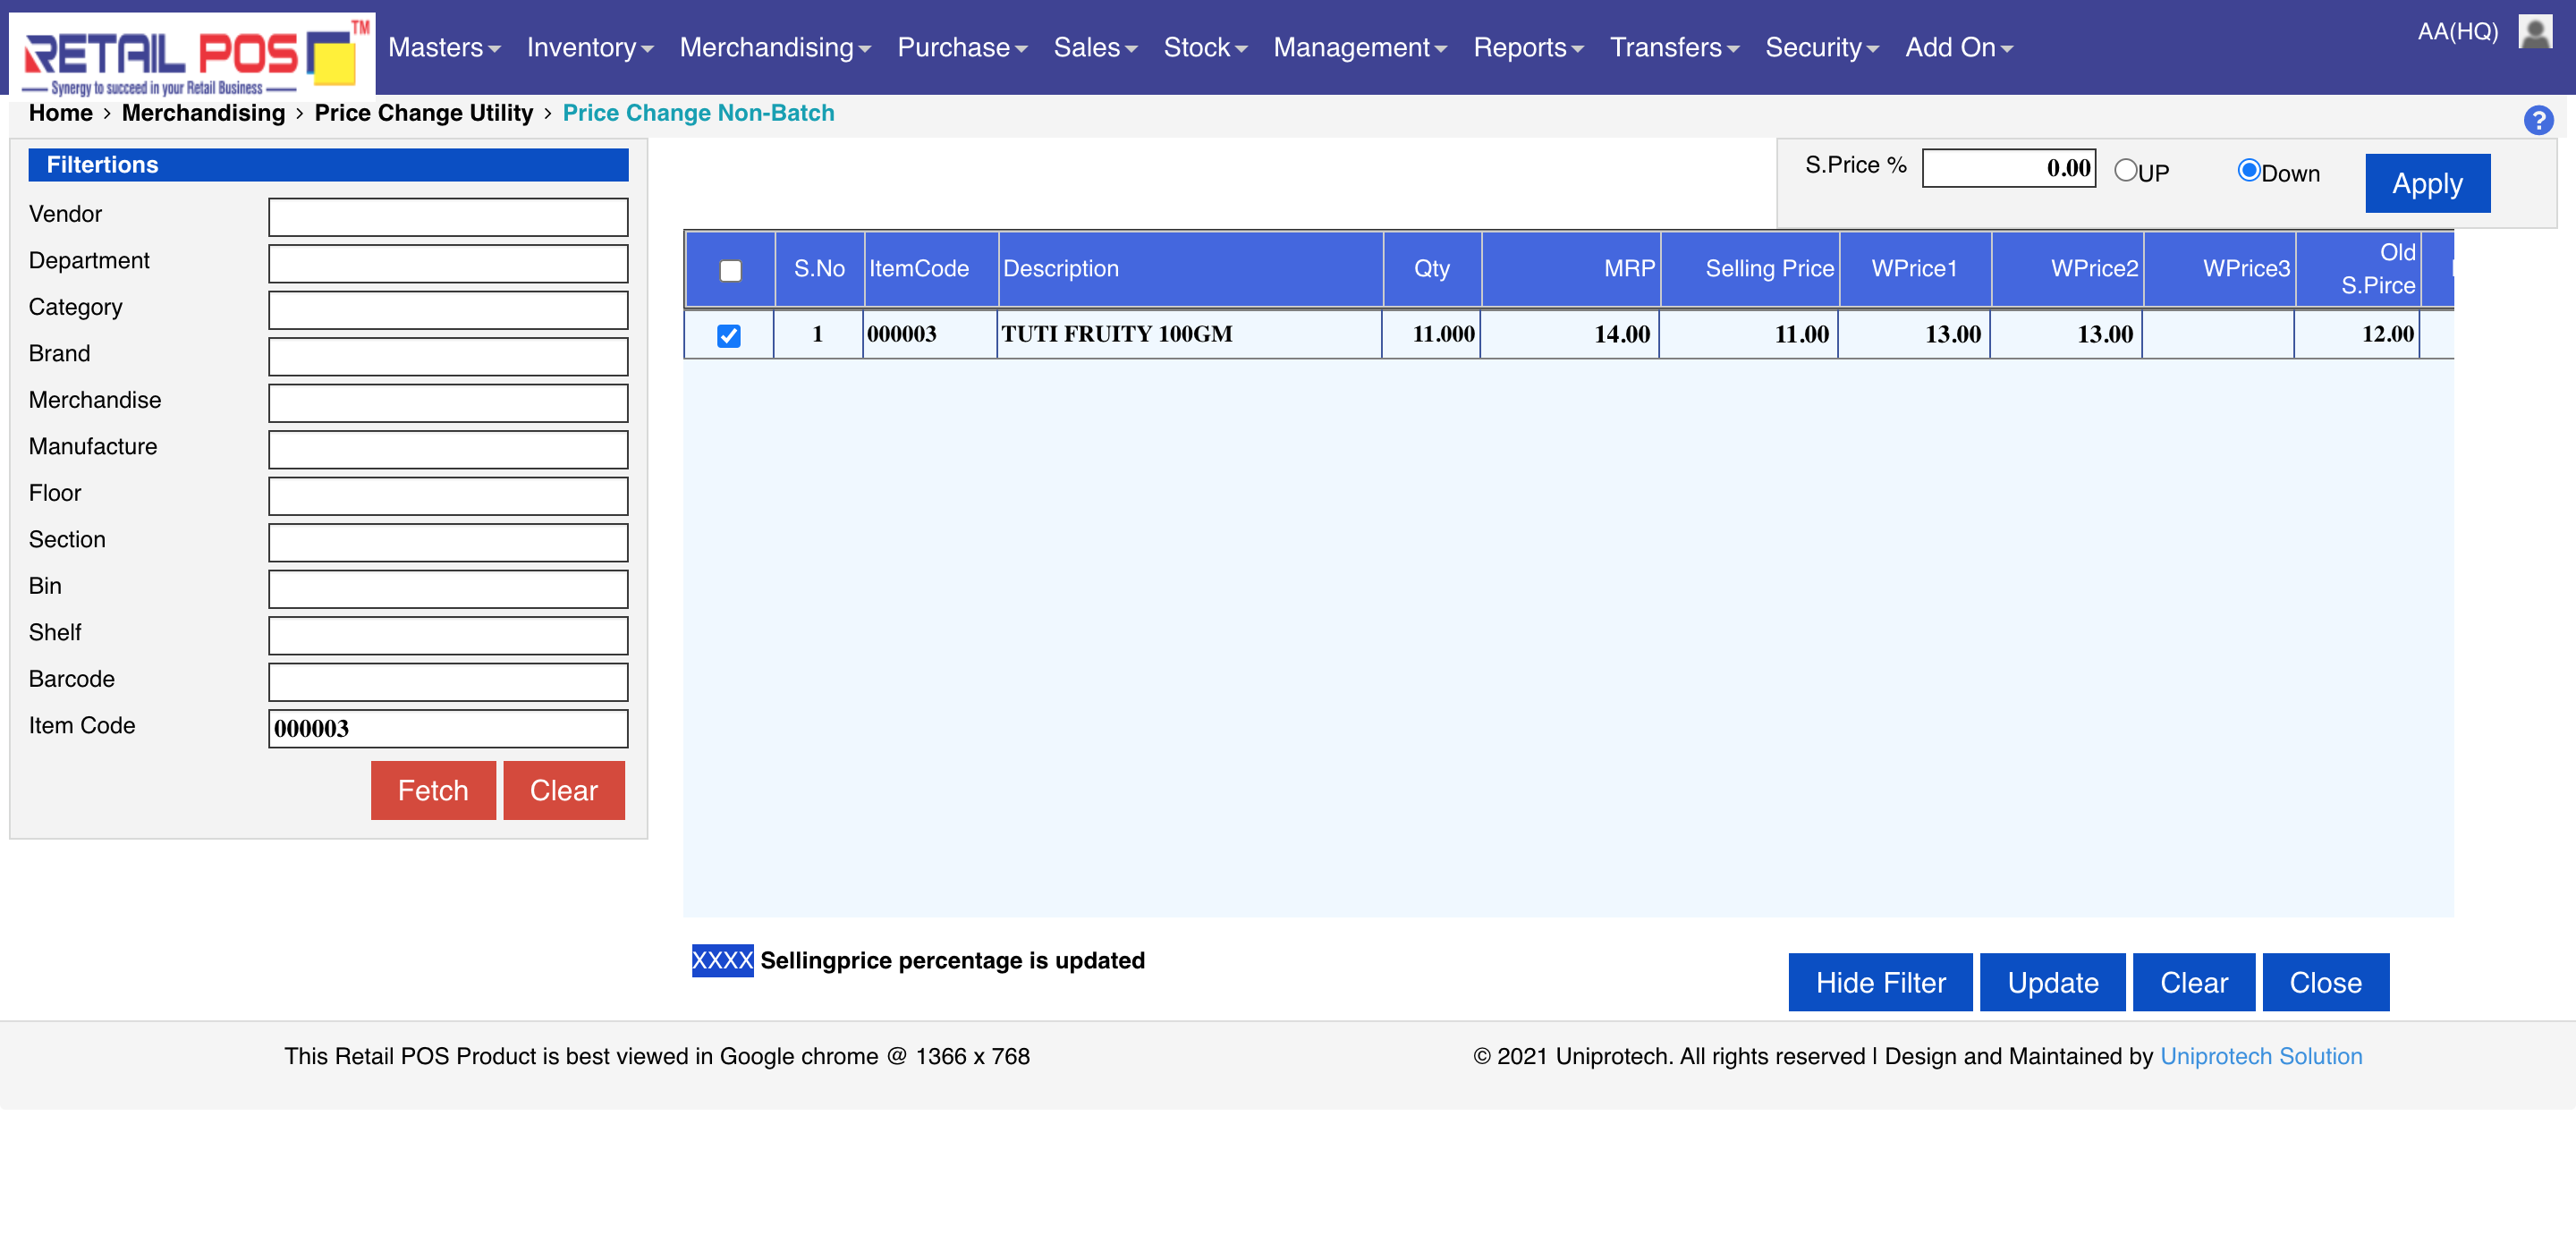 RETAIL POS TM
Synergy to succeed in your Retail Business
Masters Inventory Merchandising Purchase Sales Stock Management Reports Transfers Security Add On
AA(HQ)
Home > Merchandising > Price Change Utility > Price Change Non-Batch
?
Filtertions
Vendor
Department
Category
Brand
Merchandise
Manufacture
Floor
Section
Bin
Shelf
Barcode
Item Code 000003
Fetch Clear
S.Price % 0.00 UP Down Apply
S.No ItemCode Description Qty MRP Selling Price WPrice1 WPrice2 WPrice3 Old S.Pirce
1 000003 TUTI FRUITY 100GM 11.000 14.00 11.00 13.00 13.00 12.00
XXXX Sellingprice percentage is updated
Hide Filter Update Clear Close
This Retail POS Product is best viewed in Google chrome @ 1366 x 768
© 2021 Uniprotech. All rights reserved | Design and Maintained by Uniprotech Solution